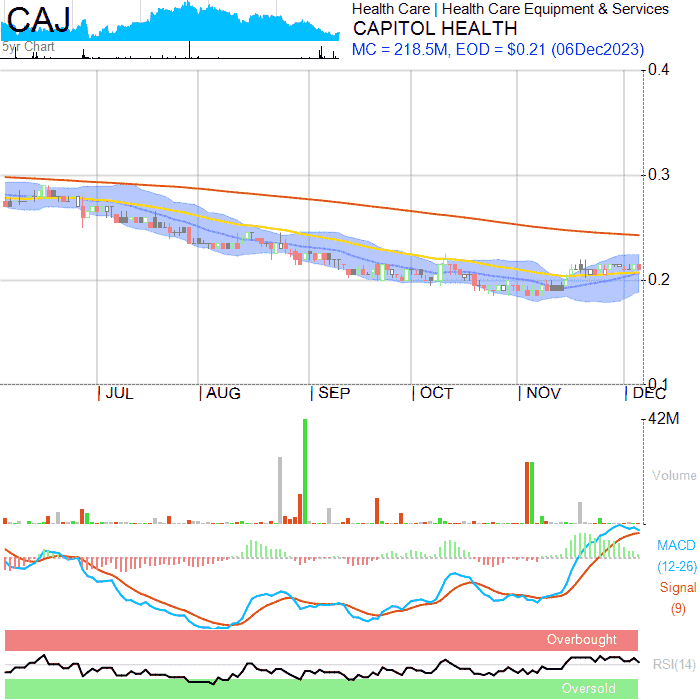 CAJ
5yr Chart
Health Care | Health Care Equipment & Services
CAPITOL HEALTH
MC = 218.5M, EOD = $0.21 (06Dec2023)
0.4
0.3
0.2
0.1
JUL AUG SEP OCT NOV DEC
42M
Volume
MACD
(12-26)
Signal
(9)
Overbought
RSI(14)
Oversold